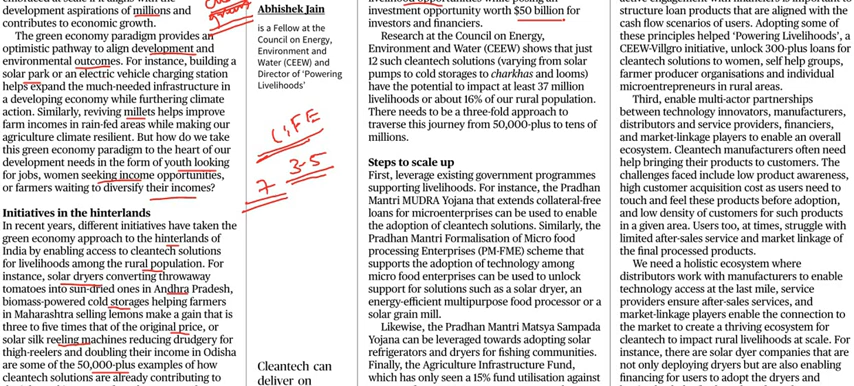 development aspirations of millions and
contributes to economic growth.
The green economy paradigm provides an
optimistic pathway to align development and
environmental outcomes. For instance, building a
solar park or an electric vehicle charging station
helps expand the much-needed infrastructure in
a developing economy while furthering climate
action. Similarly, reviving millets helps improve
farm incomes in rain-fed areas while making our
agriculture climate resilient. But how do we take
this green economy paradigm to the heart of our
development needs in the form of youth looking
for jobs, women seeking income opportunities,
or farmers waiting to diversify their incomes?
Initiatives in the hinterlands
In recent years, different initiatives have taken the
green economy approach to the hinterlands of
India by enabling access to cleantech solutions
for livelihoods among the rural population. For
instance, solar dryers converting throwaway
tomatoes into sun-dried ones in Andhra Pradesh,
biomass-powered cold storages helping farmers
in Maharashtra selling lemons make a gain that is
three to five times that of the original price, or
solar silk reeling machines reducing drudgery for
thigh-reelers and doubling their income in Odisha
are some of the 50,000-plus examples of how
cleantech solutions are already contributing to
Abhishek Jain
is a Fellow at the
Council on Energy,
Environment and
Water (CEEW) and
Director of 'Powering
Livelihoods'
LIFE
7 3-5
Cleantech can
deliver on
investment opportunity worth $50 billion for
investors and financiers.
Research at the Council on Energy,
Environment and Water (CEEW) shows that just
12 such cleantech solutions (varying from solar
pumps to cold storages to charkhas and looms)
have the potential to impact at least 37 million
livelihoods or about 16% of our rural population.
There needs to be a three-fold approach to
traverse this journey from 50,000-plus to tens of
millions.
Steps to scale up
First, leverage existing government programmes
supporting livelihoods. For instance, the Pradhan
Mantri MUDRA Yojana that extends collateral-free
loans for microenterprises can be used to enable
the adoption of cleantech solutions. Similarly, the
Pradhan Mantri Formalisation of Micro food
processing Enterprises (PM-FME) scheme that
supports the adoption of technology among
micro food enterprises can be used to unlock
support for solutions such as a solar dryer, an
energy-efficient multipurpose food processor or a
solar grain mill.
Likewise, the Pradhan Mantri Matsya Sampada
Yojana can be leveraged towards adopting solar
refrigerators and dryers for fishing communities.
Finally, the Agriculture Infrastructure Fund,
which has only seen a 15% fund utilisation against
structure loan products that are aligned with the
cash flow scenarios of users. Adopting some of
these principles helped 'Powering Livelihoods', a
CEEW-Villgro initiative, unlock 300-plus loans for
cleantech solutions to women, self help groups,
farmer producer organisations and individual
microentrepreneurs in rural areas.
Third, enable multi-actor partnerships
between technology innovators, manufacturers,
distributors and service providers, financiers,
and market-linkage players to enable an overall
ecosystem. Cleantech manufacturers often need
help bringing their products to customers. The
challenges faced include low product awareness,
high customer acquisition cost as users need to
touch and feel these products before adoption,
and low density of customers for such products
in a given area. Users too, at times, struggle with
limited after-sales service and market linkage of
the final processed products.
We need a holistic ecosystem where
distributors work with manufacturers to enable
technology access at the last mile, service
providers ensure after-sales services, and
market-linkage players enable the connection to
the market to create a thriving ecosystem for
cleantech to impact rural livelihoods at scale. For
instance, there are solar dyer companies that are
not only deploying dryers but are also enabling
financing for users to adopt the dryers and